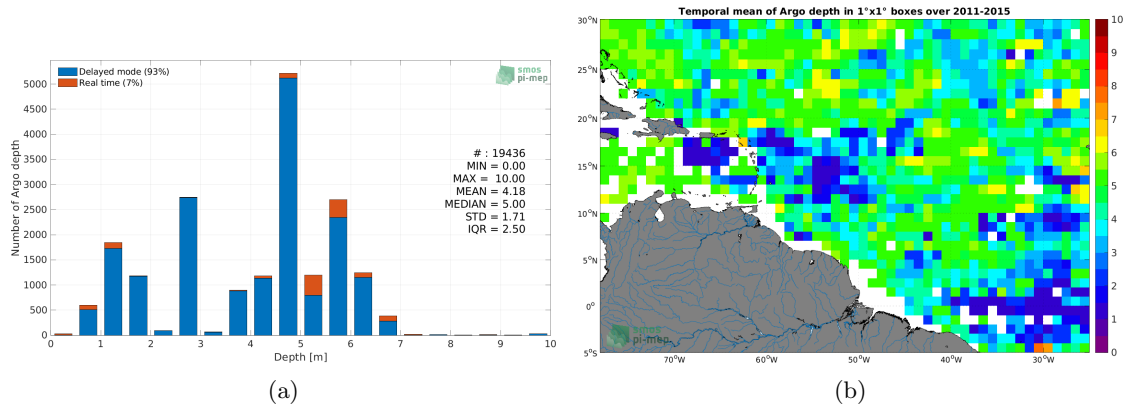 Delayed mode (93%)
Real time (7%)
smos
pi-mep
5000
4500
4000
3500
3000
2500
2000
1500
1000
500
0
Number of Argo depth
# : 19436
MIN = 0.00
MAX = 10.00
MEAN = 4.18
MEDIAN = 5.00
STD = 1.71
IQR = 2.50
0 1 2 3 4 5 6 7 8 9 10
Depth [m]
(a)
Temporal mean of Argo depth in 1°x1° boxes over 2011-2015
30°N
25°N
20°N
15°N
10°N
5°N
0°
5°S
70°W 60°W 50°W 40°W 30°W
smos
pi-mep
10
9
8
7
6
5
4
3
2
1
0
(b)